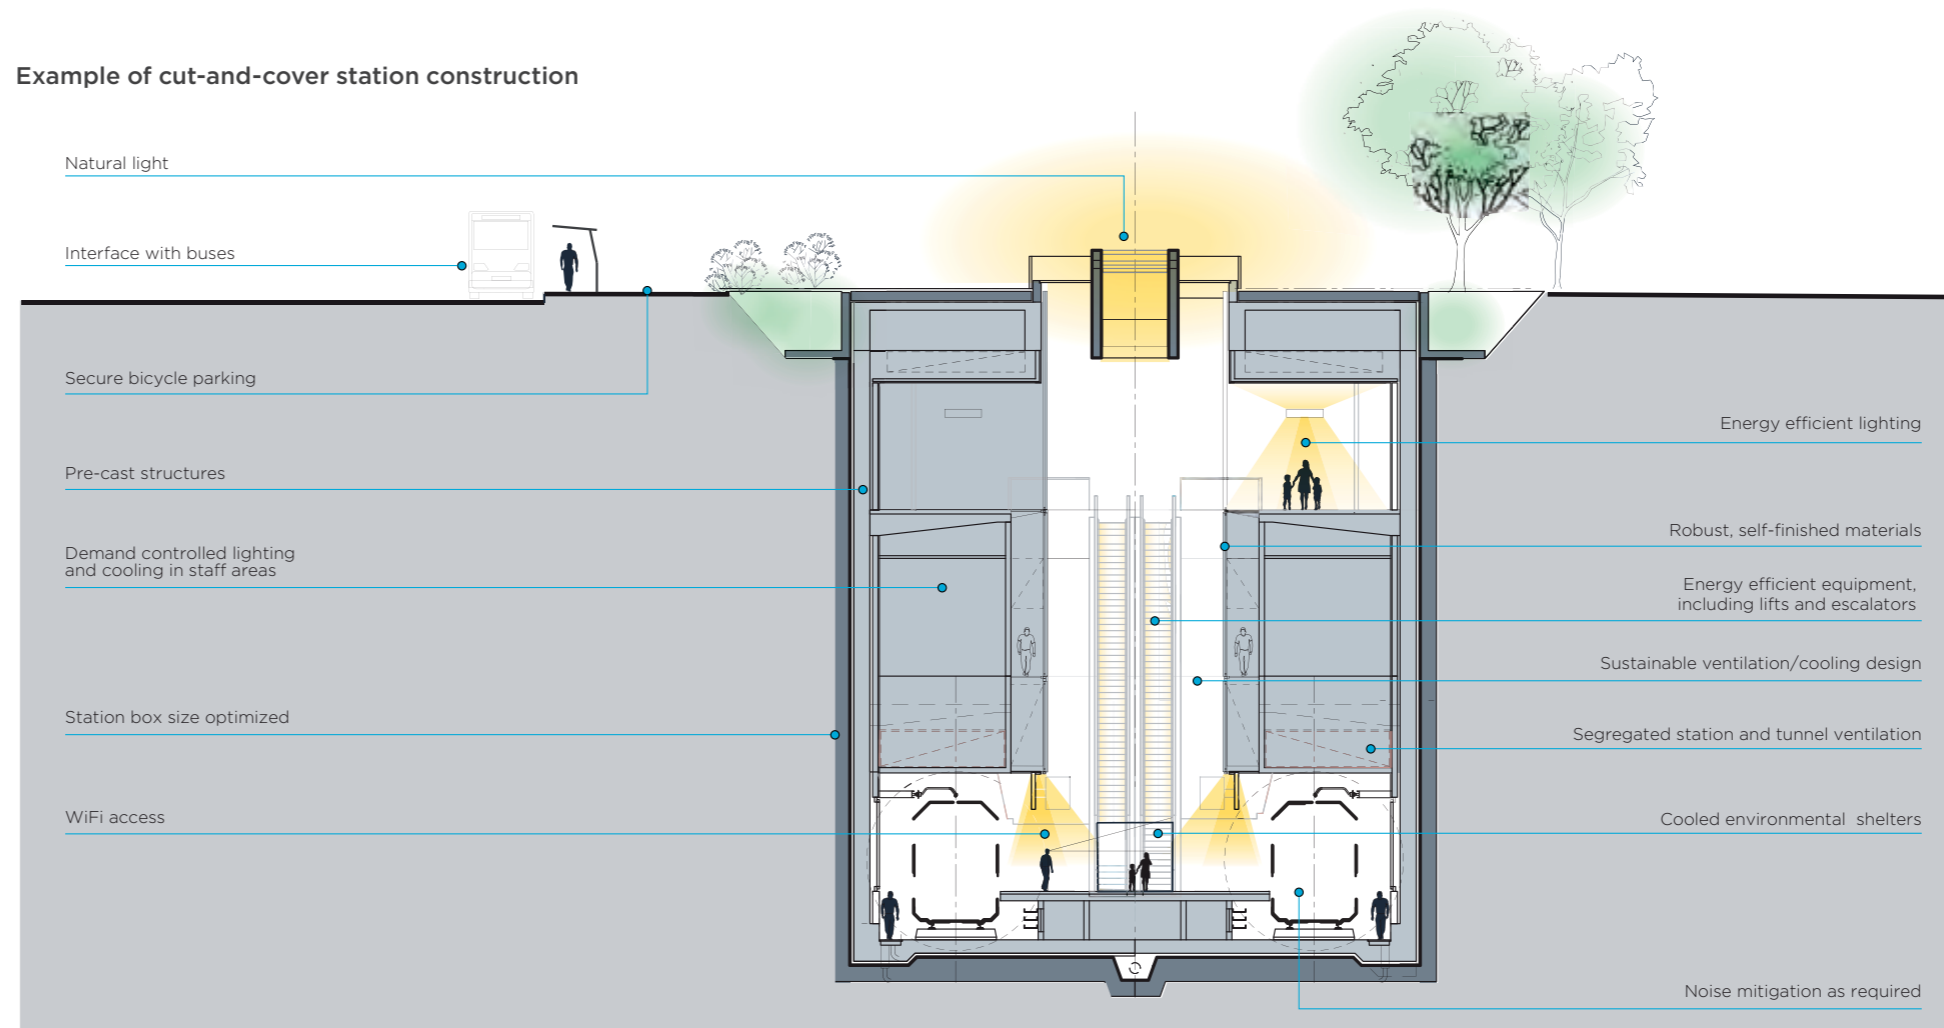 Example of cut-and-cover station construction
Natural light
Interface with buses
Secure bicycle parking
Pre-cast structures
Demand controlled lighting
and cooling in staff areas
Station box size optimized
WiFi access
Energy efficient lighting
Robust, self-finished materials
Energy efficient equipment,
including lifts and escalators
Sustainable ventilation/cooling design
Segregated station and tunnel ventilation
Cooled environmental shelters
Noise mitigation as required